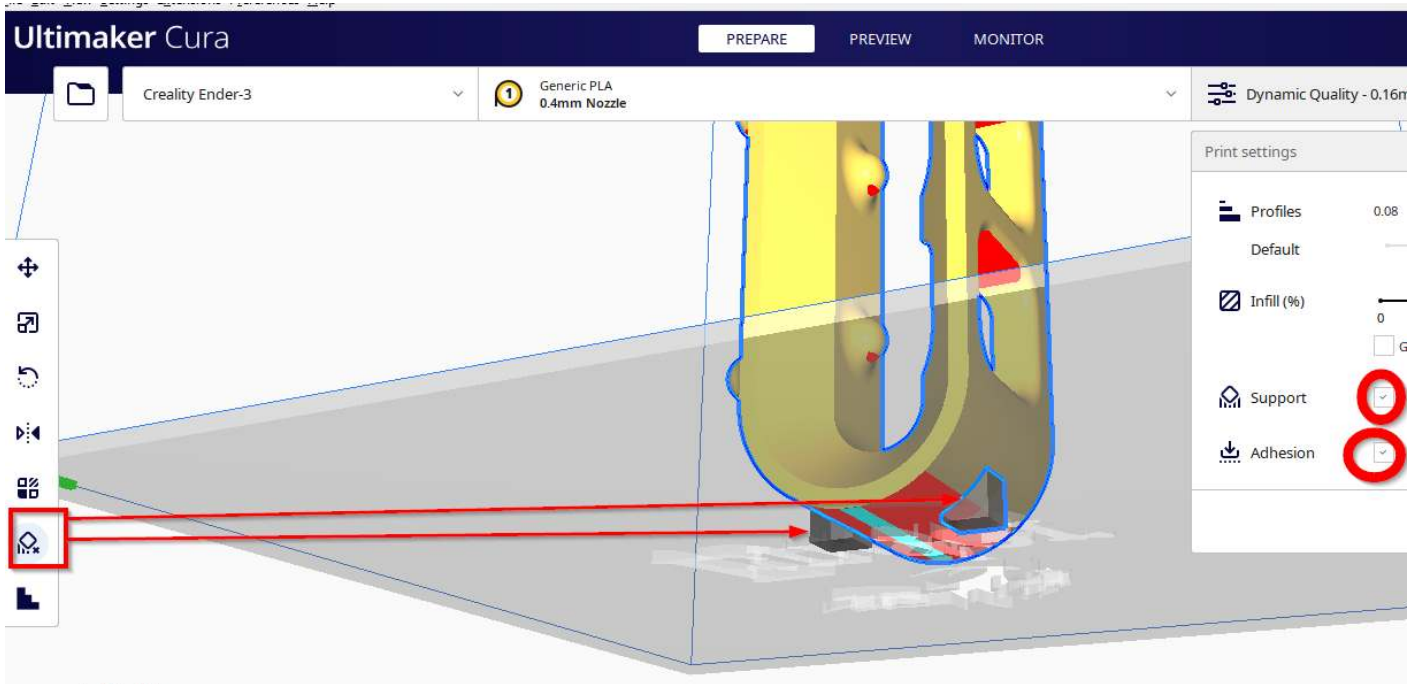 Ultimaker Cura
PREPARE
PREVIEW
MONITOR
Creality Ender-3
1
Generic PLA
0.4mm Nozzle
Dynamic Quality - 0.16m
Print settings
Profiles
0.08
Default
Infill (%)
0
G
Support
Adhesion